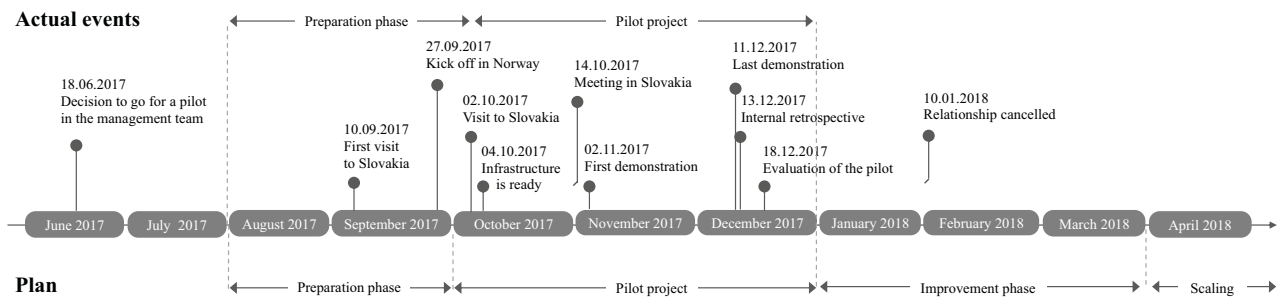 Actual events
Preparation phase
Pilot project
18.06.2017
Decision to go for a pilot
in the management team
10.09.2017
First visit
to Slovakia
27.09.2017
Kick off in Norway
02.10.2017
Visit to Slovakia
04.10.2017
Infrastructure
is ready
14.10.2017
Meeting in Slovakia
02.11.2017
First demonstration
11.12.2017
Last demonstration
13.12.2017
Internal retrospective
18.12.2017
Evaluation of the pilot
10.01.2018
Relationship cancelled
June 2017
July 2017
August 2017
September 2017
October 2017
November 2017
December 2017
January 2018
February 2018
March 2018
April 2018
Plan
Preparation phase
Pilot project
Improvement phase
Scaling